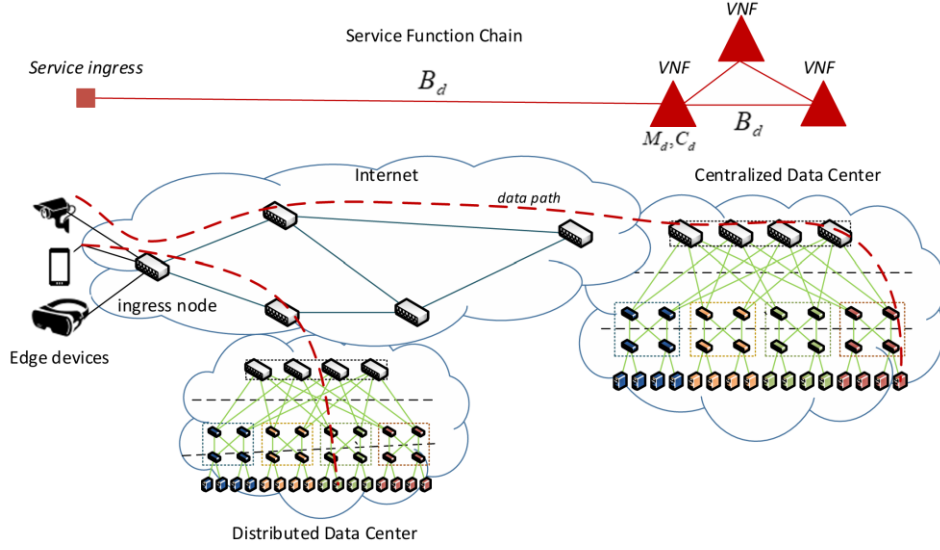 VNF
Service Function Chain
Service ingress
B_d
VNF
VNF
B_d
M_d, C_d
Internet
Centralized Data Center
data path
ingress node
Edge devices
Distributed Data Center